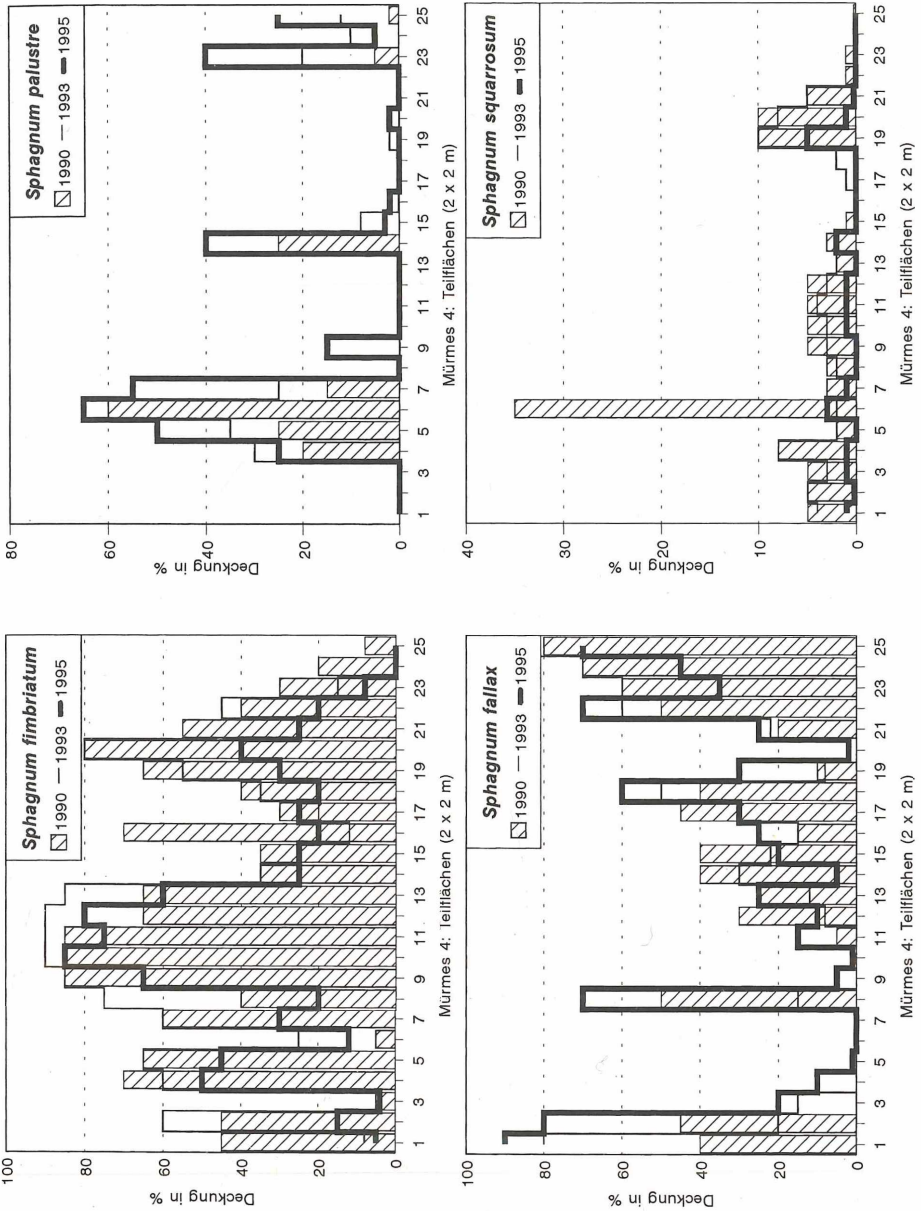 Sphagnum fimbriatum
1990 — 1993 — 1995
Deckung in %
100
80
60
40
20
0
1 3 5 7 9 11 13 15 17 19 21 23 25
Mürmes 4: Teilflächen (2 x 2 m)
Sphagnum palustre
1990 — 1993 — 1995
Deckung in %
80
60
40
20
0
1 3 5 7 9 11 13 15 17 19 21 23 25
Mürmes 4: Teilflächen (2 x 2 m)
Sphagnum fallax
1990 — 1993 — 1995
Deckung in %
100
80
60
40
20
0
1 3 5 7 9 11 13 15 17 19 21 23 25
Mürmes 4: Teilflächen (2 x 2 m)
Sphagnum squarrosum
1990 — 1993 — 1995
Deckung in %
40
30
20
10
0
1 3 5 7 9 11 13 15 17 19 21 23 25
Mürmes 4: Teilflächen (2 x 2 m)